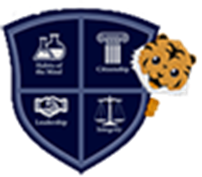 Habits of
the Mind
Citizenship
Leadership
Integrity